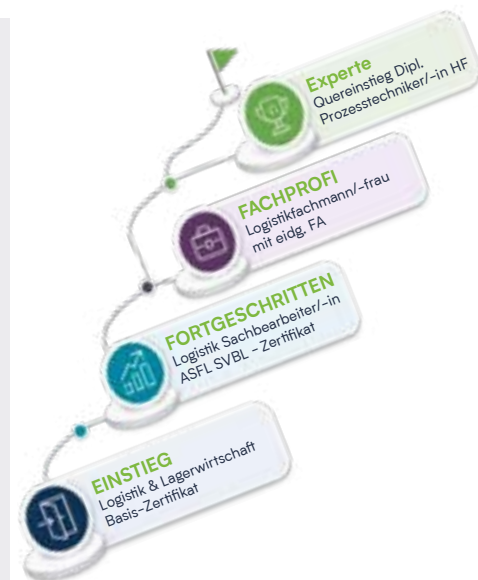 Experte
Quereinstieg Dipl.
Prozesstechniker/-in HF
FACHPROFI
Logistikfachmann/-frau
mit eidg. FA
FORTGESCHRITTEN
Logistik Sachbearbeiter/-in
ASFL SVBL - Zertifikat
EINSTIEG
Logistik & Lagerwirtschaft
Basis-Zertifikat